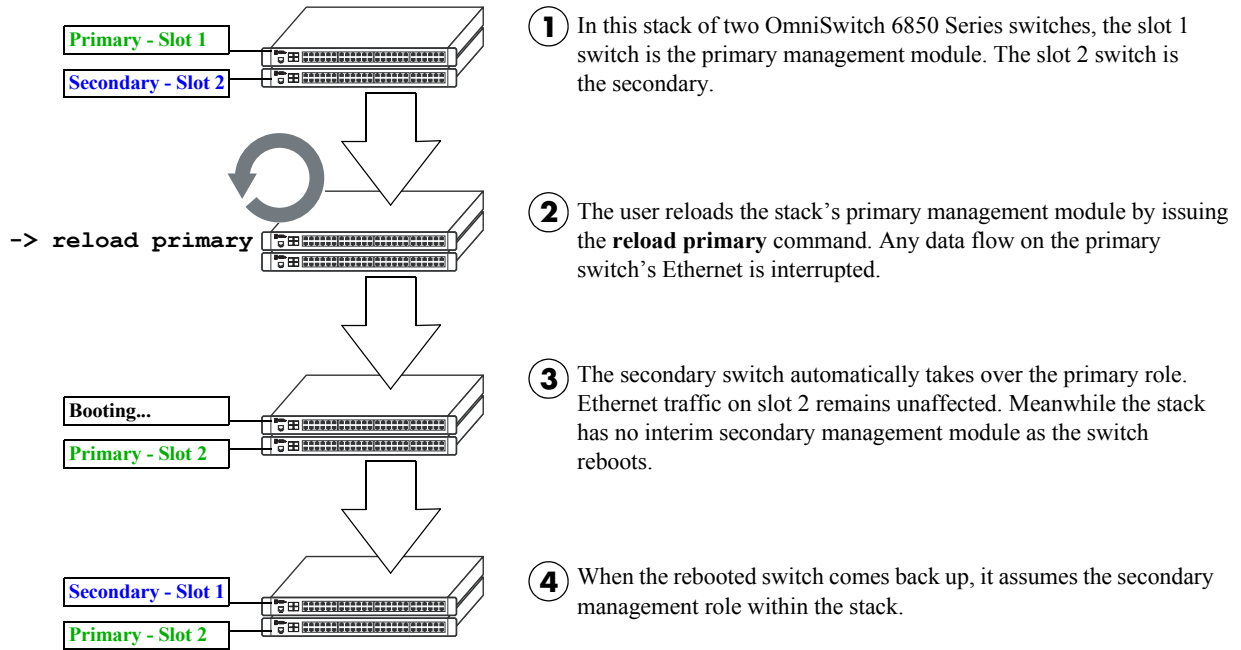 Primary - Slot 1
Secondary - Slot 2
1 In this stack of two OmniSwitch 6850 Series switches, the slot 1
switch is the primary management module. The slot 2 switch is
the secondary.
-> reload primary
2 The user reloads the stack’s primary management module by issuing
the reload primary command. Any data flow on the primary
switch’s Ethernet is interrupted.
Booting...
Primary - Slot 2
3 The secondary switch automatically takes over the primary role.
Ethernet traffic on slot 2 remains unaffected. Meanwhile the stack
has no interim secondary management module as the switch
reboots.
Secondary - Slot 1
Primary - Slot 2
4 When the rebooted switch comes back up, it assumes the secondary
management role within the stack.